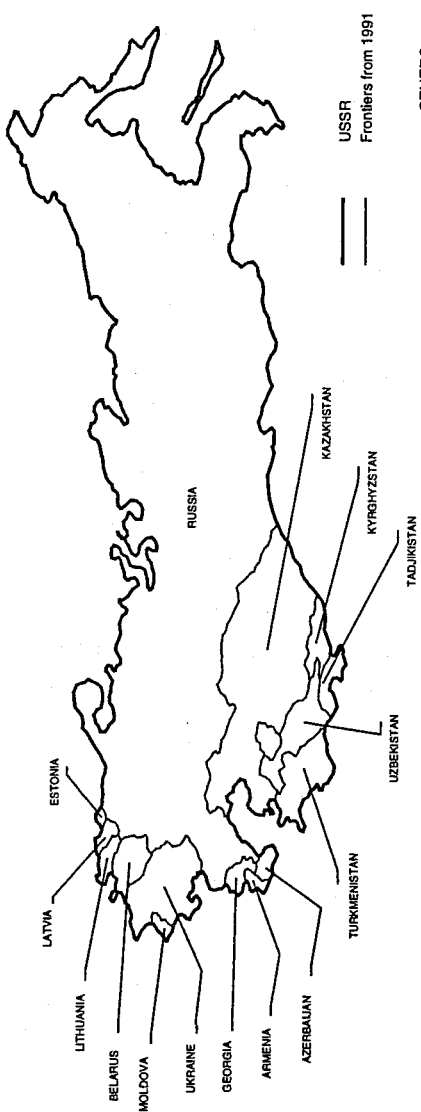 ESTONIA
LATVIA
LITHUANIA
BELARUS
MOLDOVA
UKRAINE
GEORGIA
ARMENIA
AZERBAIJAN
TURKMENISTAN
UZBEKISTAN
TADJIKISTAN
KYRGHYZSTAN
KAZAKHSTAN
RUSSIA
USSR
Frontiers from 1991